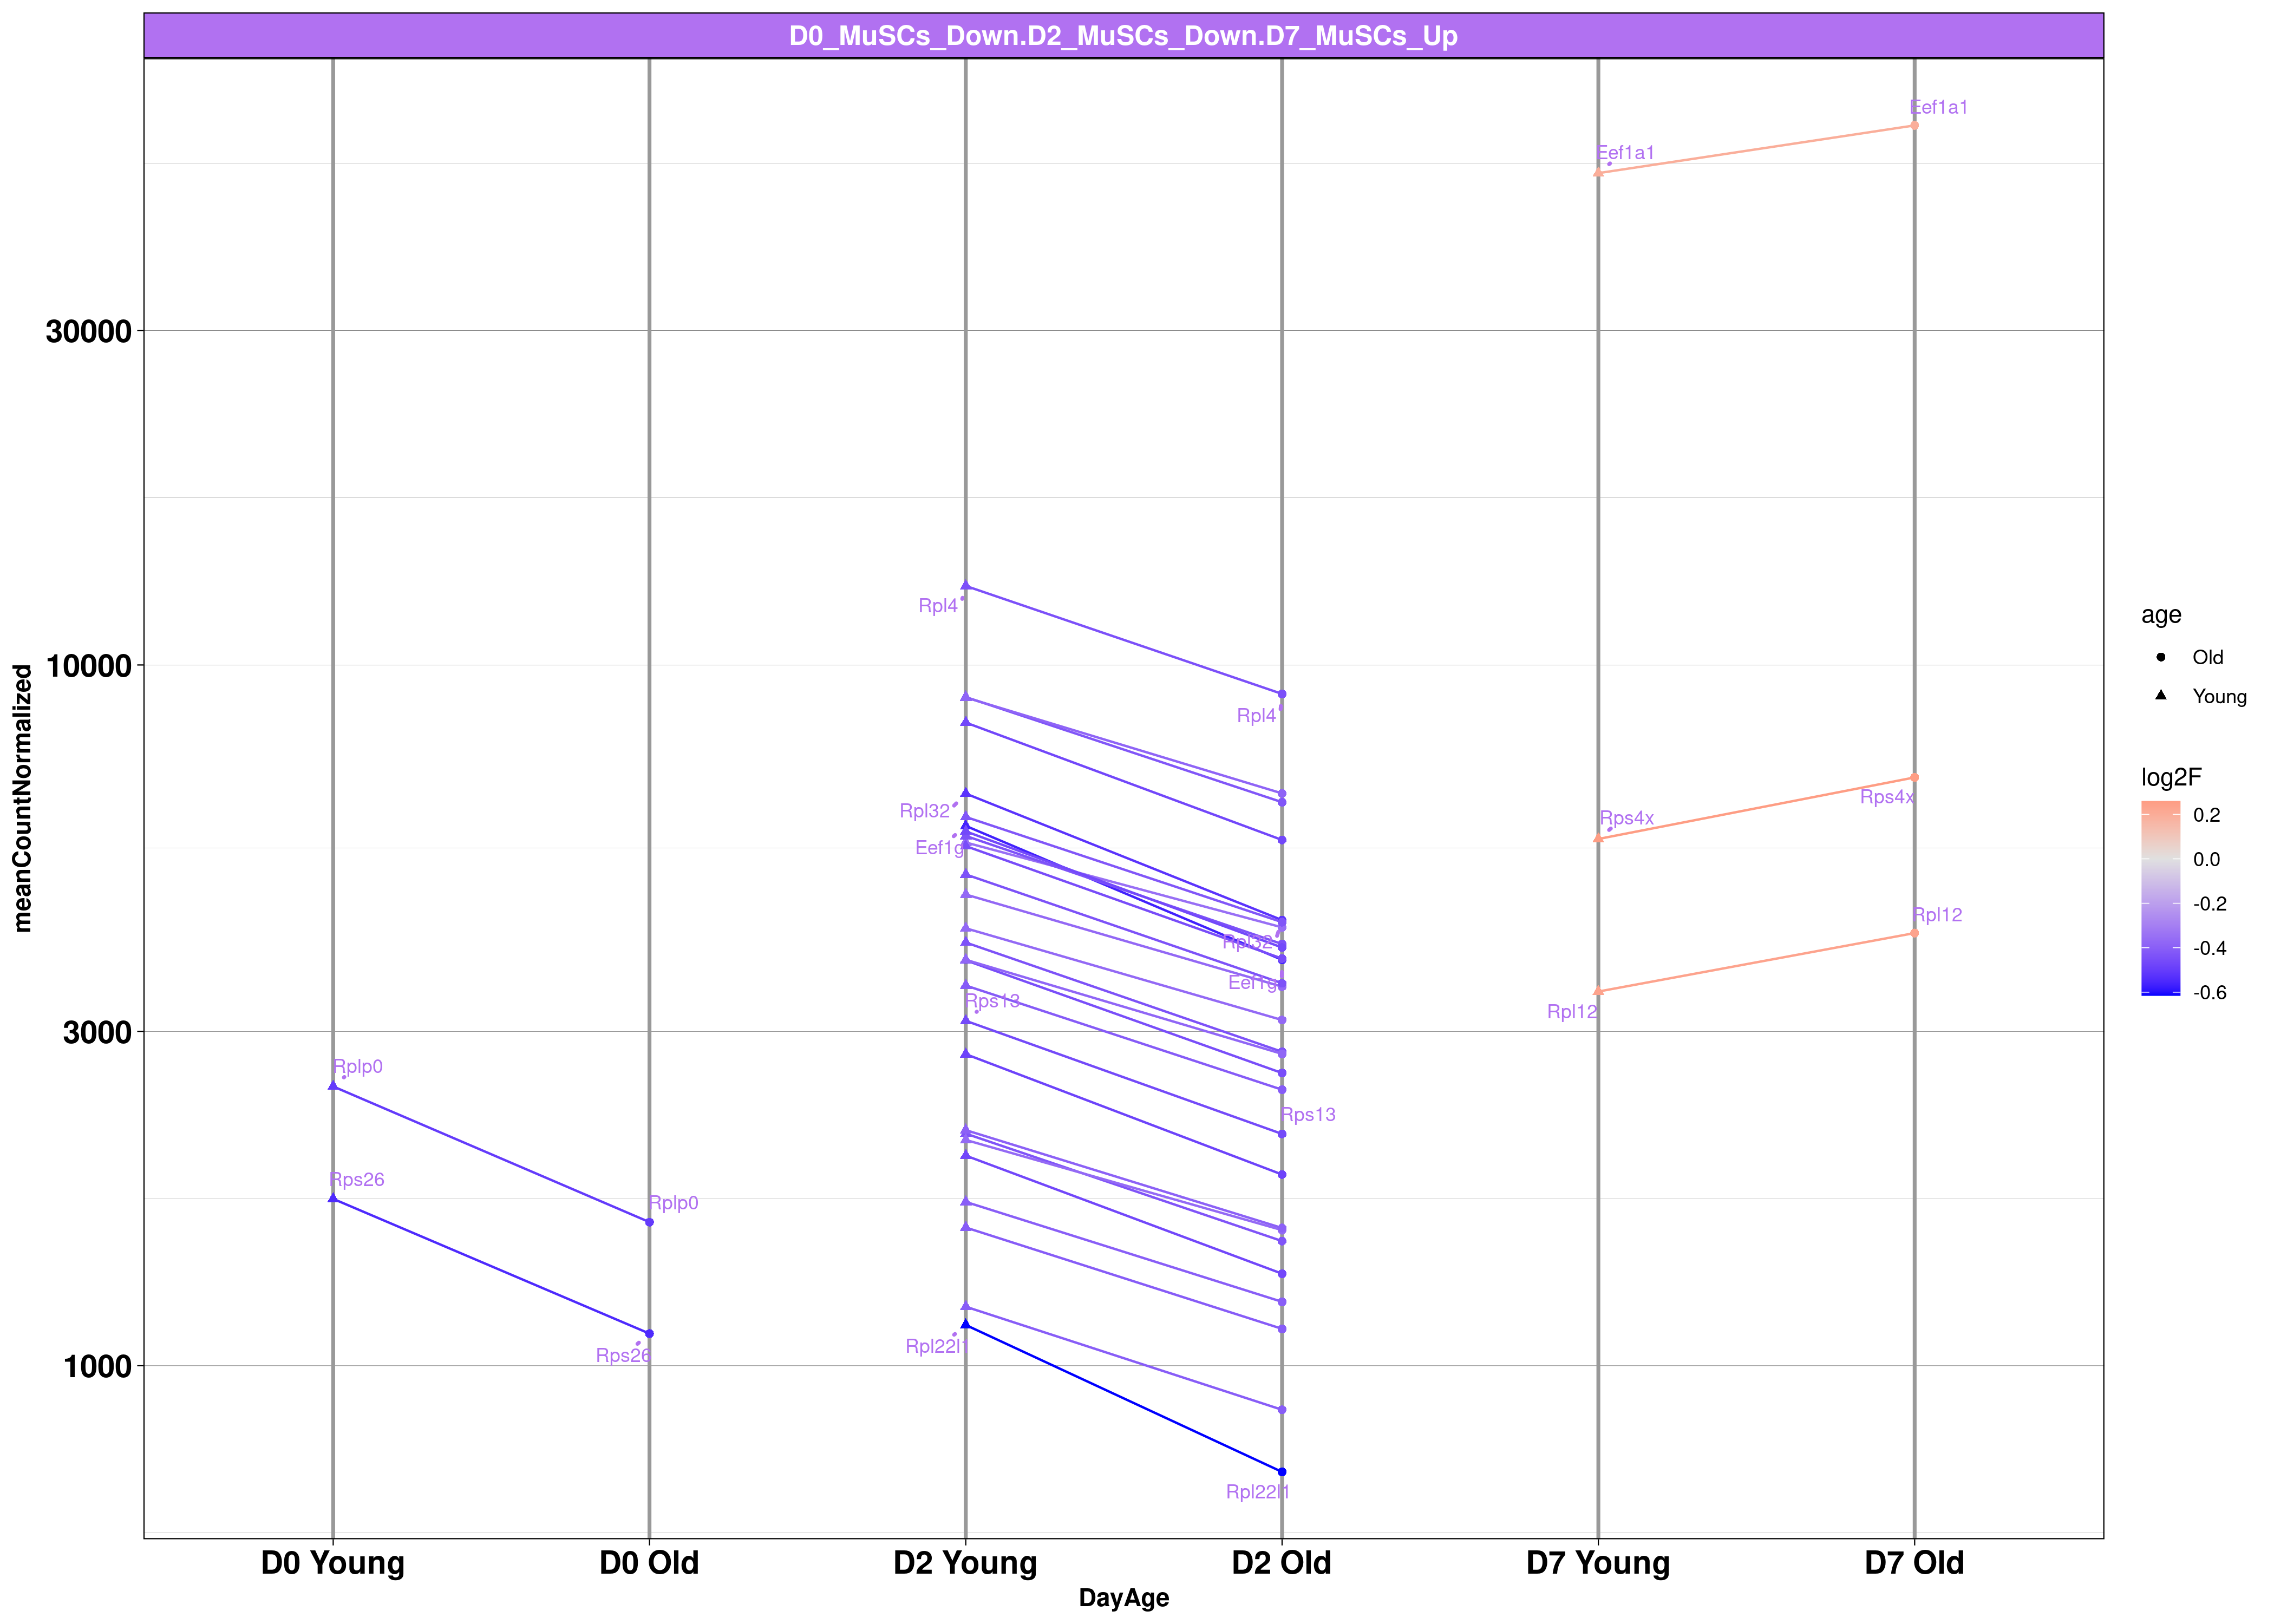 D0_MuSCs_Down.D2_MuSCs_Down.D7_MuSCs_Up
Eef1a1
Eef1a1
30000
Rpl4
10000
Rpl4
Rpl32
Rps4x
Rps4x
Eef1g
Rpl12
Rpl32
Eef1g
Rps13
Rpl12
3000
Rplp0
Rps13
Rps26
Rplp0
Rpl22l1
Rps26
1000
Rpl22l1
meanCountNormalized
D0 Young
D0 Old
D2 Young
D2 Old
D7 Young
D7 Old
DayAge
age
Old
Young
log2F
0.2
0.0
-0.2
-0.4
-0.6